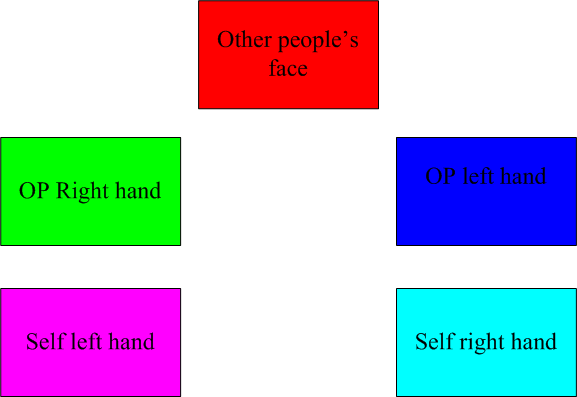 Other people’s
face
OP Right hand
OP left hand
Self left hand
Self right hand